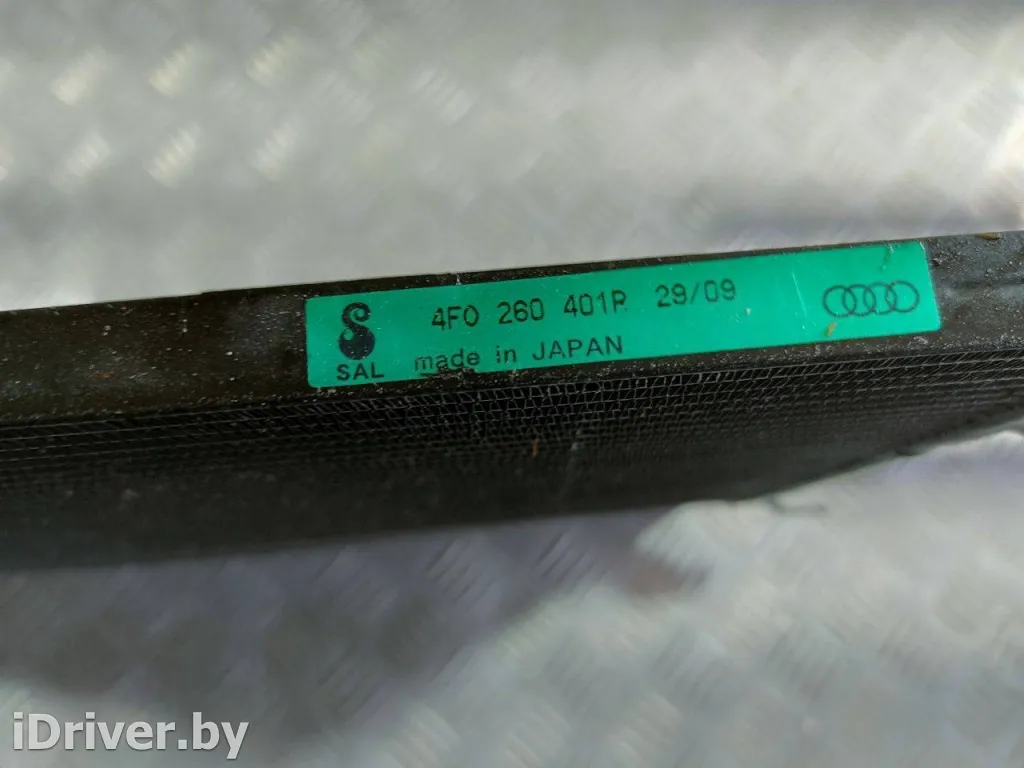 4F0 260 401P 29/09
SAL made in JAPAN
iDriver.by